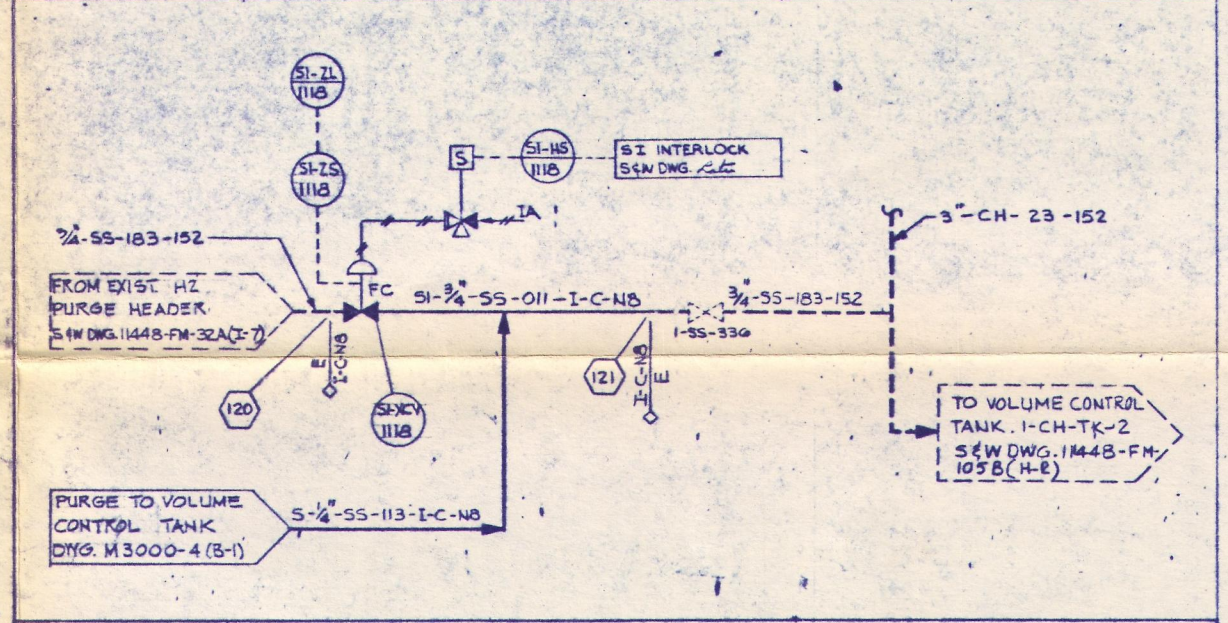 SI-ZL
1118
SI-ZS
1118
S
SI-HS
1118
SI INTERLOCK
S&W DWG. Later
IA
3"-CH-23-152
3/4"-SS-183-152
FROM EXIST H2
PURGE HEADER.
S&W DWG. 11448-FM-32A(I-7)
FC
SI-3/4"-SS-011-I-C-N8
3/4"-SS-183-152
1-SS-336
E
I-C-N8
I-C-N8
E
120
121
SI-XCV
1118
TO VOLUME CONTROL
TANK. 1-CH-TK-2
S&W DWG. 11448-FM-
105B(H-2)
PURGE TO VOLUME
CONTROL TANK
DWG. M3000-4 (B-1)
S-1/4"-SS-113-I-C-N8